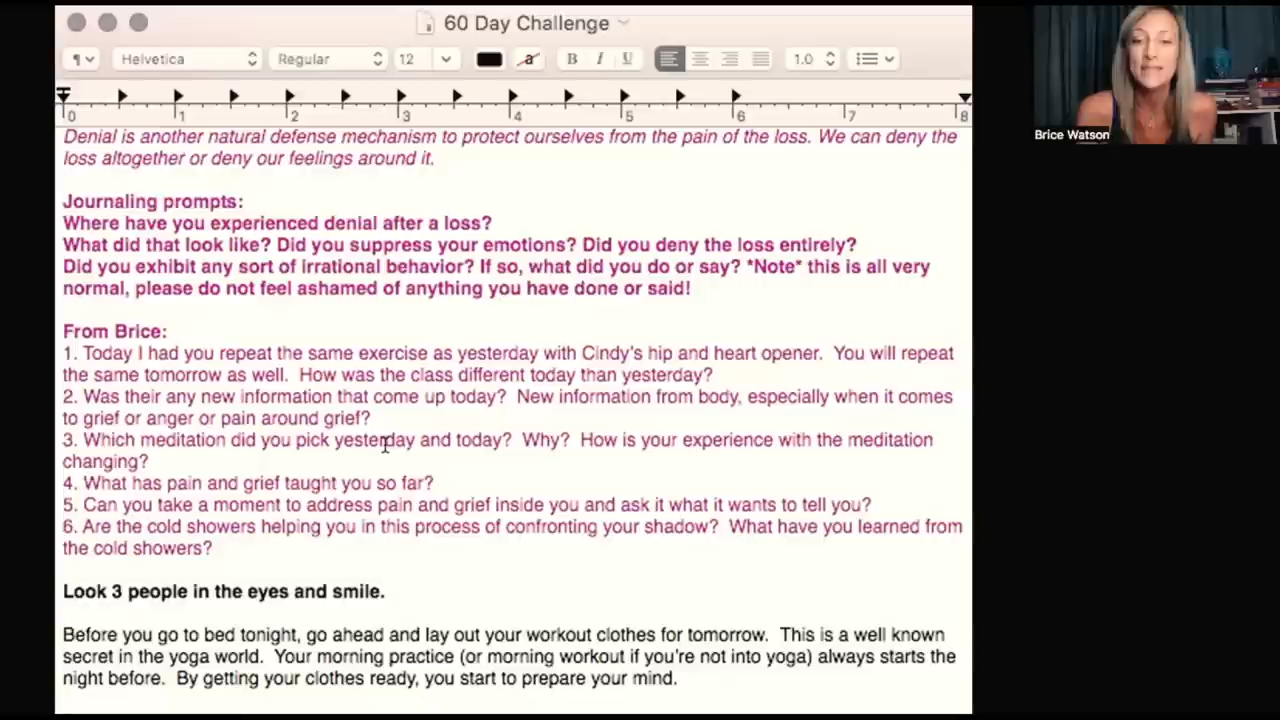 60 Day Challenge
¶ Helvetica Regular 12 a B I U 1.0
0 1 2 3 4 5 6 7 8
Denial is another natural defense mechanism to protect ourselves from the pain of the loss. We can deny the
loss altogether or deny our feelings around it.
Journaling prompts:
Where have you experienced denial after a loss?
What did that look like? Did you suppress your emotions? Did you deny the loss entirely?
Did you exhibit any sort of irrational behavior? If so, what did you do or say? *Note* this is all very
normal, please do not feel ashamed of anything you have done or said!
From Brice:
1. Today I had you repeat the same exercise as yesterday with Cindy's hip and heart opener. You will repeat
the same tomorrow as well. How was the class different today than yesterday?
2. Was their any new information that come up today? New information from body, especially when it comes
to grief or anger or pain around grief?
3. Which meditation did you pick yesterday and today? Why? How is your experience with the meditation
changing?
4. What has pain and grief taught you so far?
5. Can you take a moment to address pain and grief inside you and ask it what it wants to tell you?
6. Are the cold showers helping you in this process of confronting your shadow? What have you learned from
the cold showers?
Look 3 people in the eyes and smile.
Before you go to bed tonight, go ahead and lay out your workout clothes for tomorrow. This is a well known
secret in the yoga world. Your morning practice (or morning workout if you're not into yoga) always starts the
night before. By getting your clothes ready, you start to prepare your mind.
Brice Watson